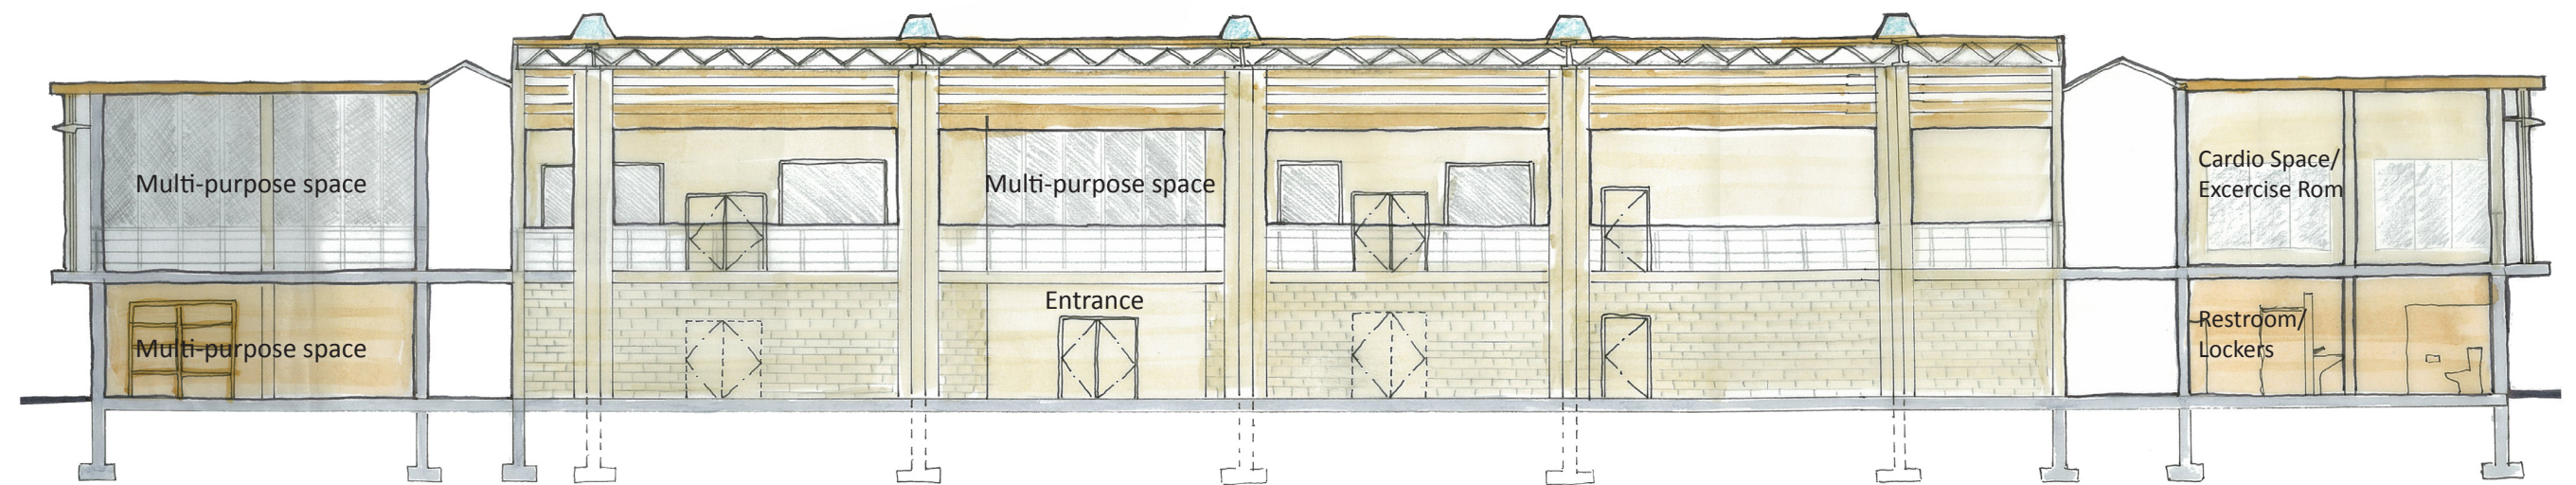 Multi-purpose space
Multi-purpose space
Cardio Space/
Excercise Rom
Entrance
Multi-purpose space
Restroom/
Lockers